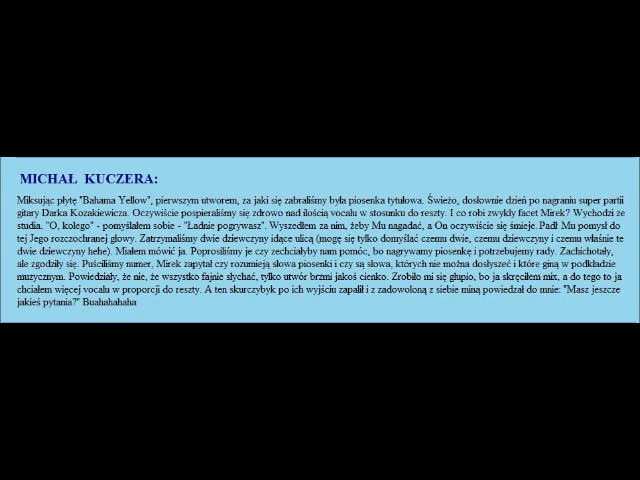 MICHAŁ KUCZERA:
Miksując płytę "Bahama Yellow", pierwszym utworem, za jaki się zabraliśmy była piosenka tytułowa. Świeżo, dosłownie dzień po nagraniu super partii
gitary Darka Kozakiewicza. Oczywiście pospieraliśmy się zdrowo nad ilością vocalu w stosunku do reszty. I co robi zwykły facet Mirek? Wychodzi ze
studia. "O, kolego" - pomyślałem sobie - "Ładnie pogrywasz". Wyszedłem za nim, żeby Mu nagadać, a On oczywiście się śmieje.Padł Mu pomysł do
tej Jego rozczochranej głowy. Zatrzymaliśmy dwie dziewczyny idące ulicą (mogę się tylko domyślać czemu dwie, czemu dziewczyny i czemu właśnie te
dwie dziewczyny hehe). Miałem mówić ja. Poprosiliśmy je czy zechciałyby nam pomóc, bo nagrywamy piosenkę i potrzebujemy rady. Zachichotały,
ale zgodziły się. Puściliśmy numer, Mirek zapytał czy rozumieją słowa piosenki i czy są słowa, których nie można dosłyszeć i które giną w podkładzie
muzycznym. Powiedziały, że nie, że wszystko fajnie słychać, tylko utwór brzmi jakoś cienko. Zrobiło mi się głupio, bo ja skręciłem mix, a do tego to ja
chciałem więcej vocalu w proporcji do reszty. A ten skurczybyk po ich wyjściu zapalił i z zadowoloną z siebie miną powiedział do mnie: "Masz jeszcze
jakieś pytania?" Buahahahaha